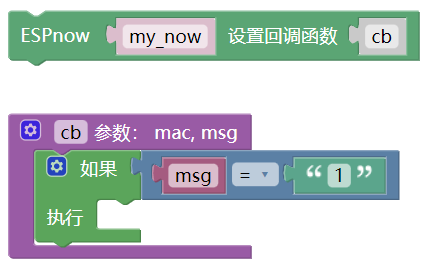 ESPnow my_now 设置回调函数 cb
cb 参数： mac, msg
如果 msg = “ 1 ”
执行